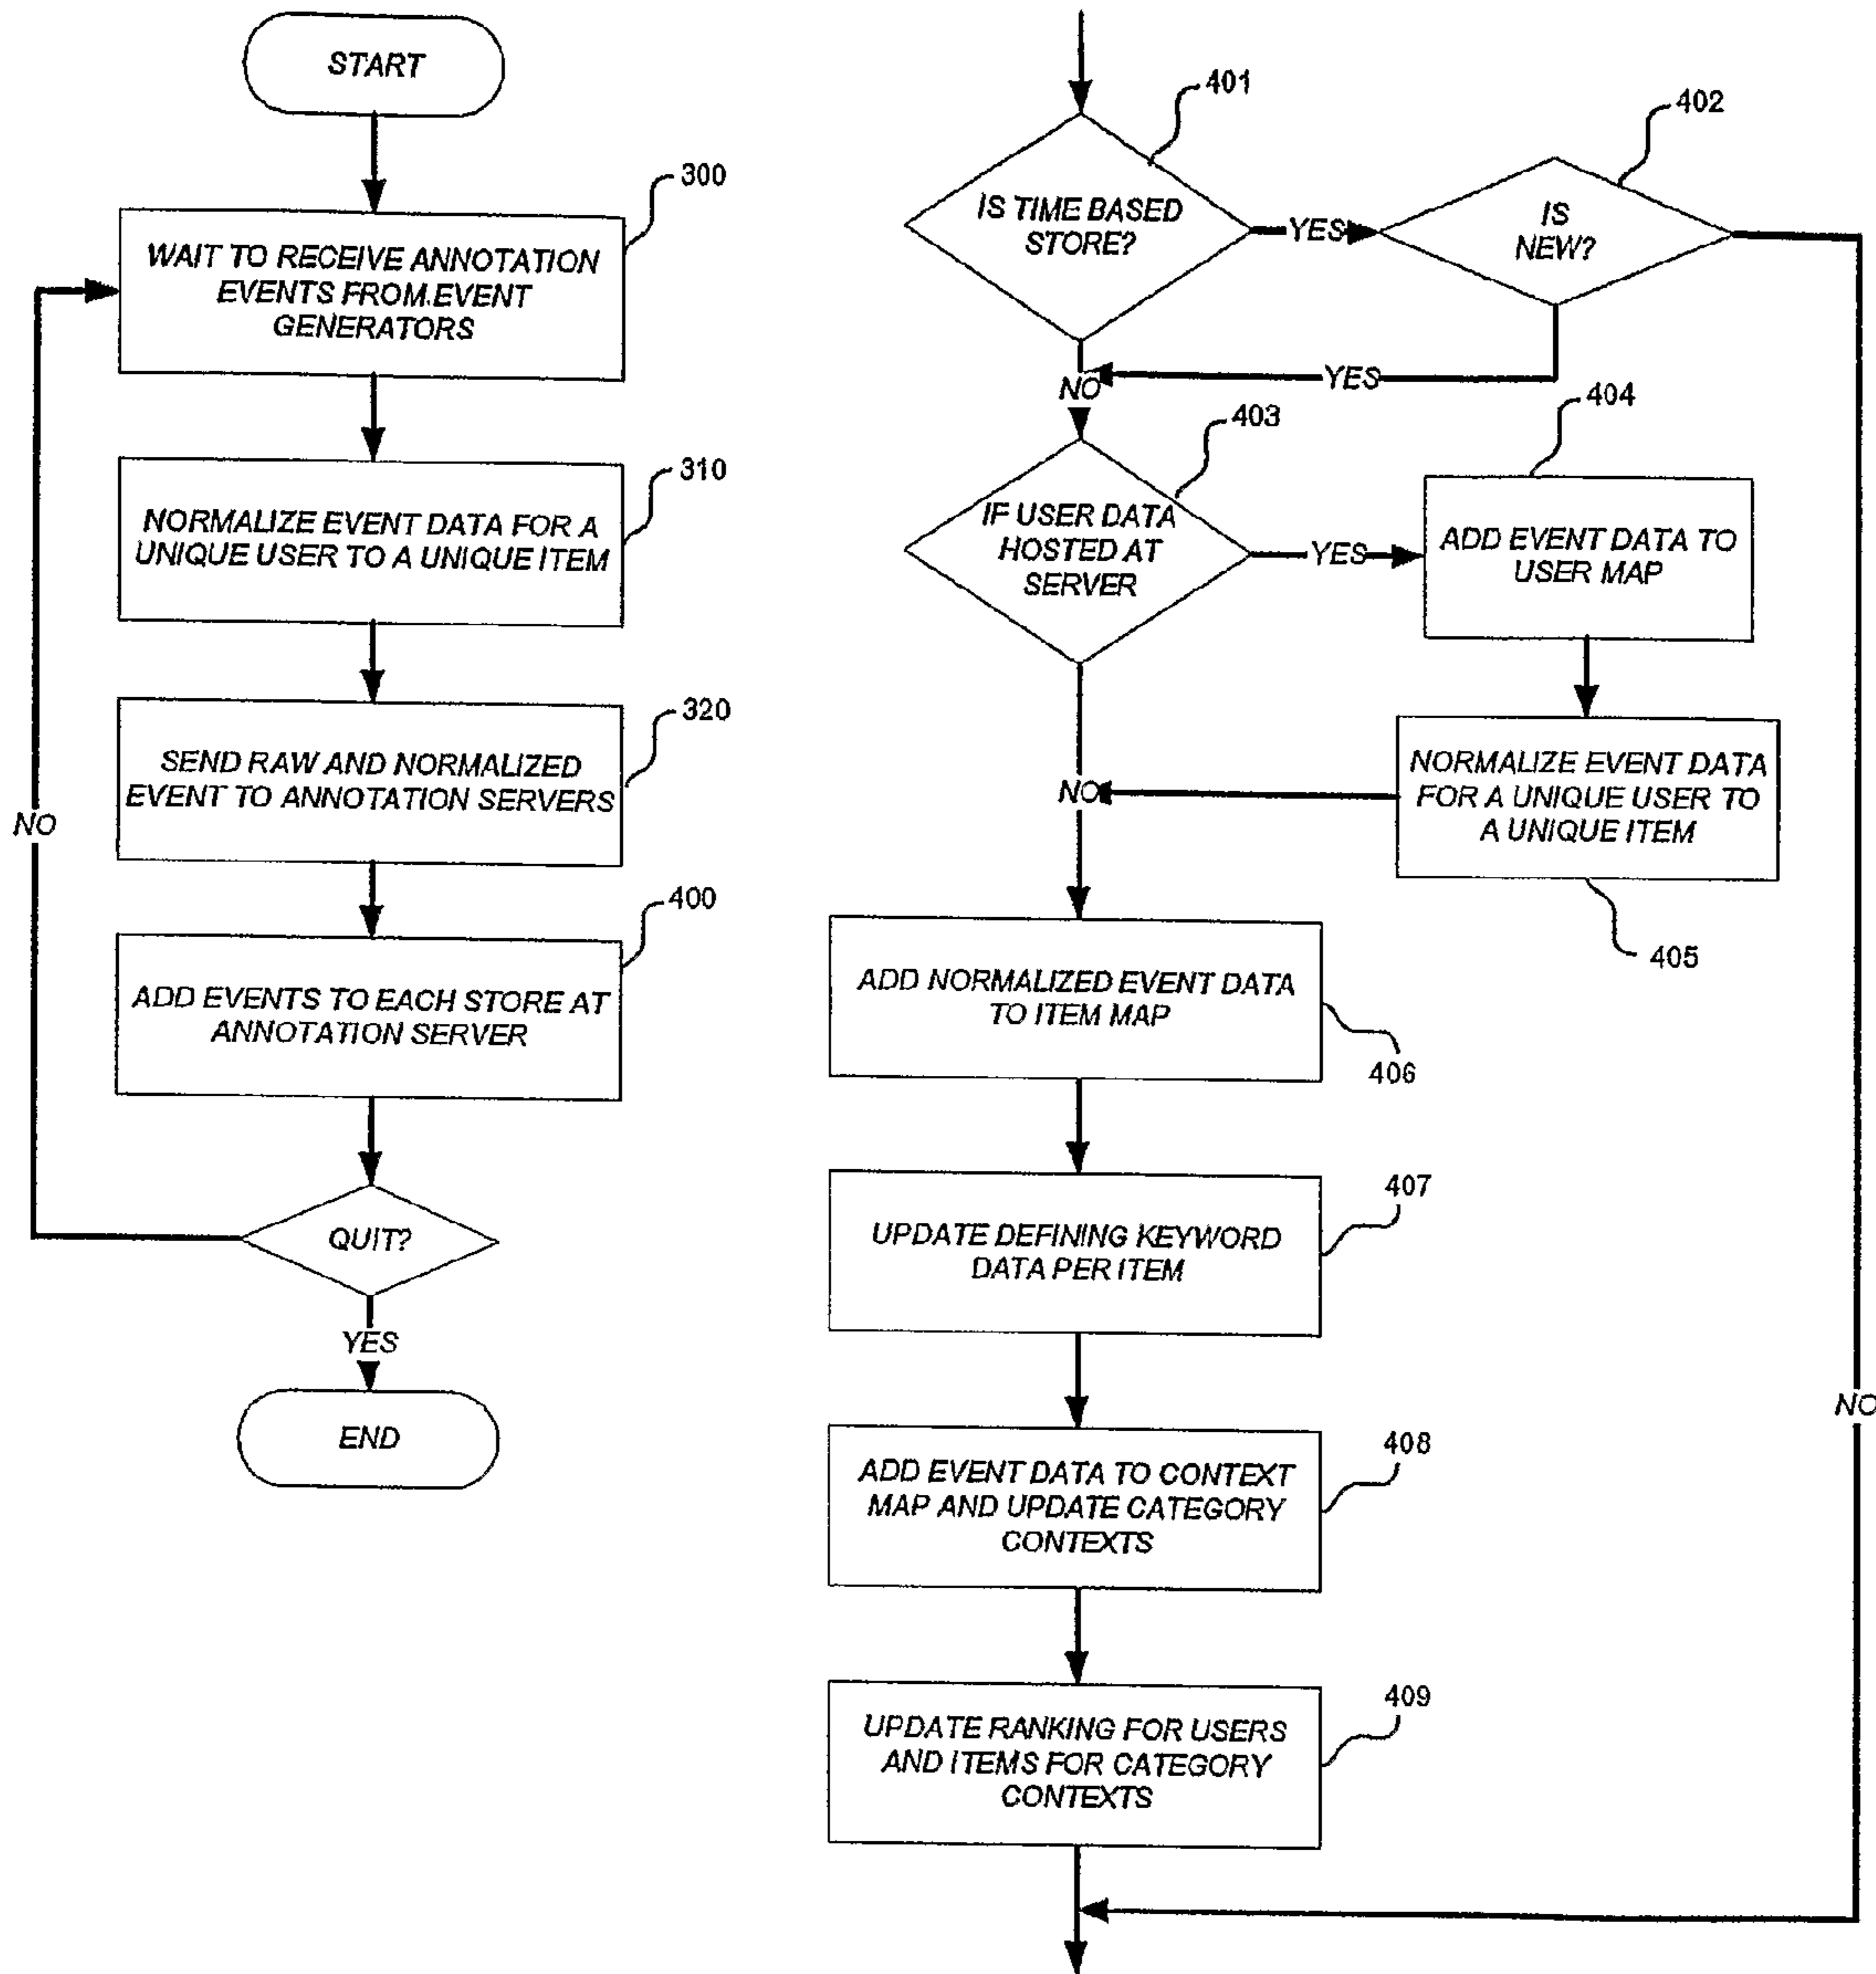 START
300
WAIT TO RECEIVE ANNOTATION
EVENTS FROM.EVENT
GENERATORS
310
NORMALIZE EVENT DATA FOR A
UNIQUE USER TO A UNIQUE ITEM
320
SEND RAW AND NORMALIZED
EVENT TO ANNOTATION SERVERS
NO
400
ADD EVENTS TO EACH STORE AT
ANNOTATION SERVER
QUIT?
YES
END
401
IS TIME BASED
STORE?
YES
402
IS
NEW?
NO
YES
403
IF USER DATA
HOSTED AT
SERVER
YES
404
ADD EVENT DATA TO
USER MAP
NORMALIZE EVENT DATA
FOR A UNIQUE USER TO
A UNIQUE ITEM
405
NO
ADD NORMALIZED EVENT DATA
TO ITEM MAP
406
407
UPDATE DEFINING KEYWORD
DATA PER ITEM
408
ADD EVENT DATA TO CONTEXT
MAP AND UPDATE CATEGORY
CONTEXTS
NO
409
UPDATE RANKING FOR USERS
AND ITEMS FOR CATEGORY
CONTEXTS